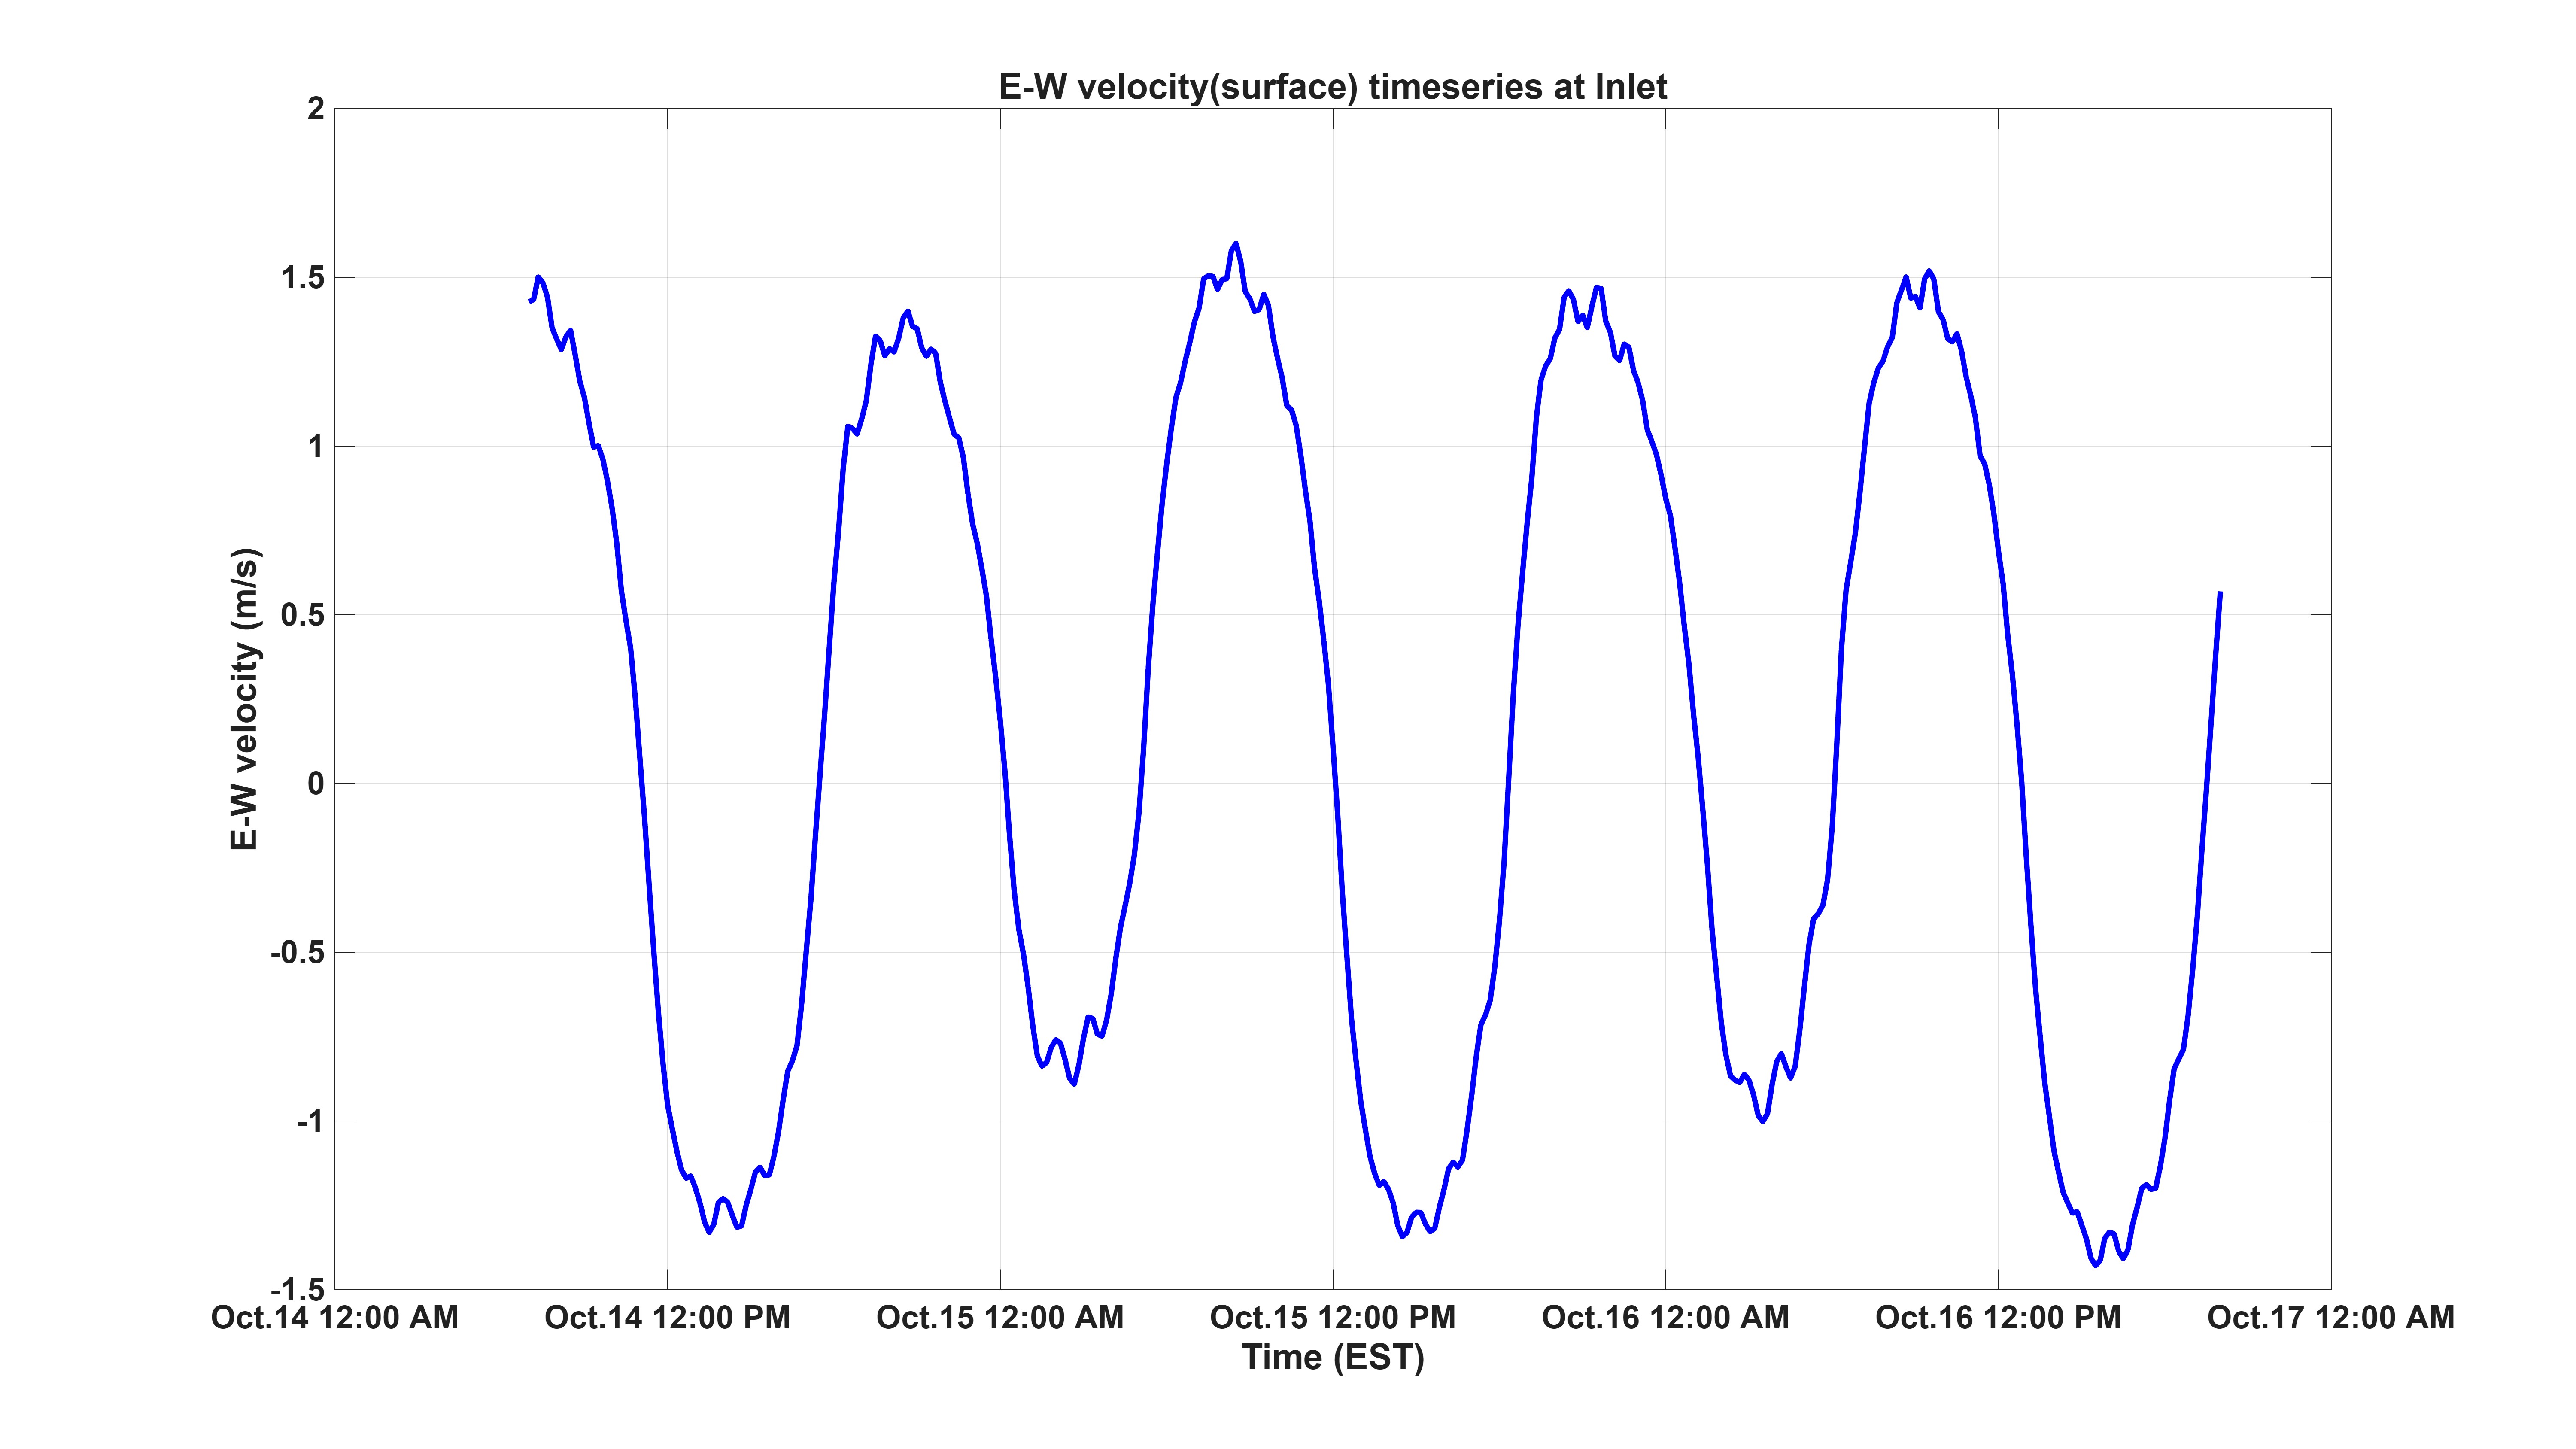 E-W velocity(surface) timeseries at Inlet
2
1.5
1
0.5
0
-0.5
-1
-1.5
E-W velocity (m/s)
Oct.14 12:00 AM
Oct.14 12:00 PM
Oct.15 12:00 AM
Oct.15 12:00 PM
Oct.16 12:00 AM
Oct.16 12:00 PM
Oct.17 12:00 AM
Time (EST)